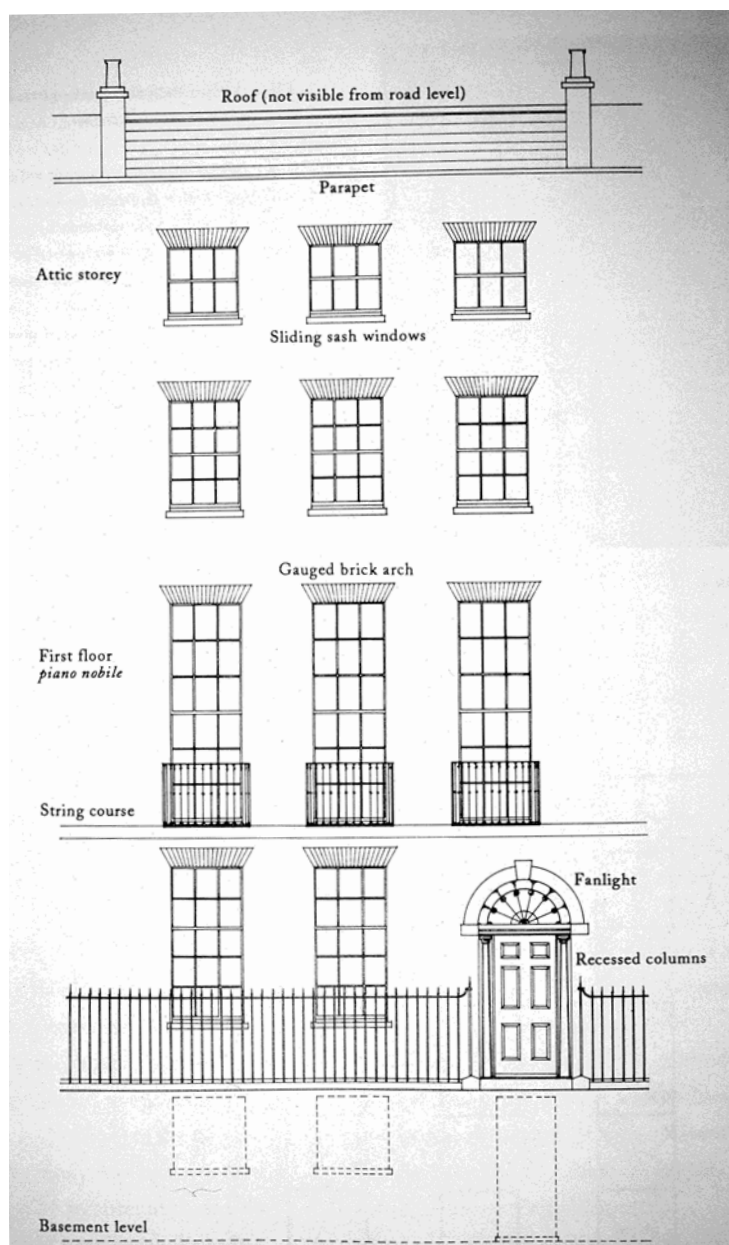 Roof (not visible from road level)
Parapet
Attic storey
Sliding sash windows
Gauged brick arch
First floor
piano nobile
String course
Fanlight
Recessed columns
Basement level